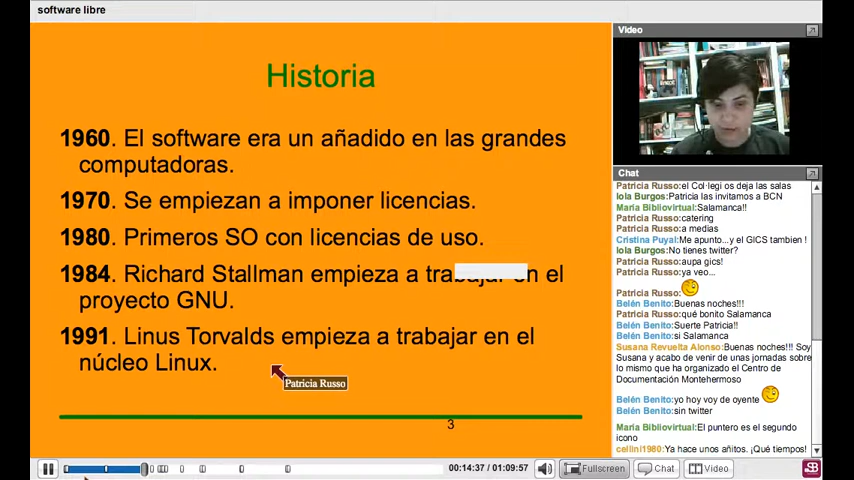 software libre
Historia
1960. El software era un añadido en las grandes
computadoras.
1970. Se empiezan a imponer licencias.
1980. Primeros SO con licencias de uso.
1984. Richard Stallman empieza a trabajar en el
proyecto GNU.
1991. Linus Torvalds empieza a trabajar en el
núcleo Linux.
Patricia Russo
3
Video
Chat
Patricia Russo:el Col·legi os deja las salas
lola Burgos:Patricia las invitamos a BCN
Maria Bibliovirtual:Salamanca!!
Patricia Russo:catering
Patricia Russo:a medias
Cristina Puyal:Me apunto...y el GICS tambien !
lola Burgos:No tienes twitter?
Patricia Russo:aupa gics!
Patricia Russo:ya veo...
Patricia Russo:
Belén Benito:Buenas noches!!!
Patricia Russo:qué bonito Salamanca
Belén Benito:Suerte Patricia!!
Belén Benito:si Salamanca
Susana Revuelta Alonso:Buenas noches!!! Soy
Susana y acabo de venir de una jornadas sobre
lo mismo que ha organizado el Centro de
Documentación Montehermoso
Belén Benito:yo hoy voy de oyente
Belén Benito:sin twitter
Maria Bibliovirtual:El puntero es el segundo
icono
cellini1980:Ya hace unos añitos. ¡Qué tiempos!
00:14:37 / 01:09:57
Fullscreen
Chat
Video